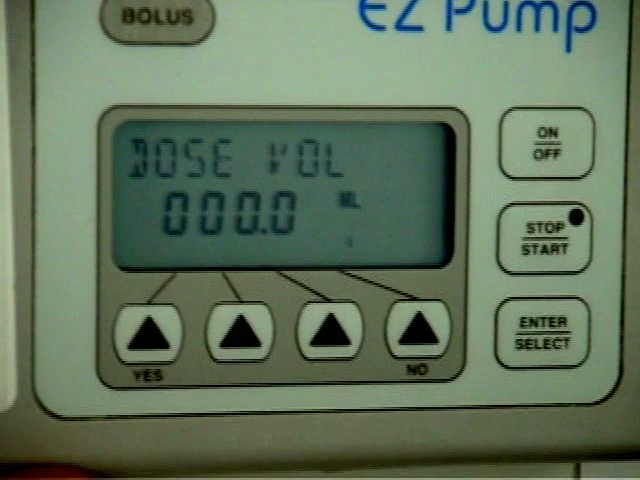 BOLUS
EZ Pump
DOSE VOL
000.0 ML
ON
OFF
STOP
START
ENTER
SELECT
YES
NO